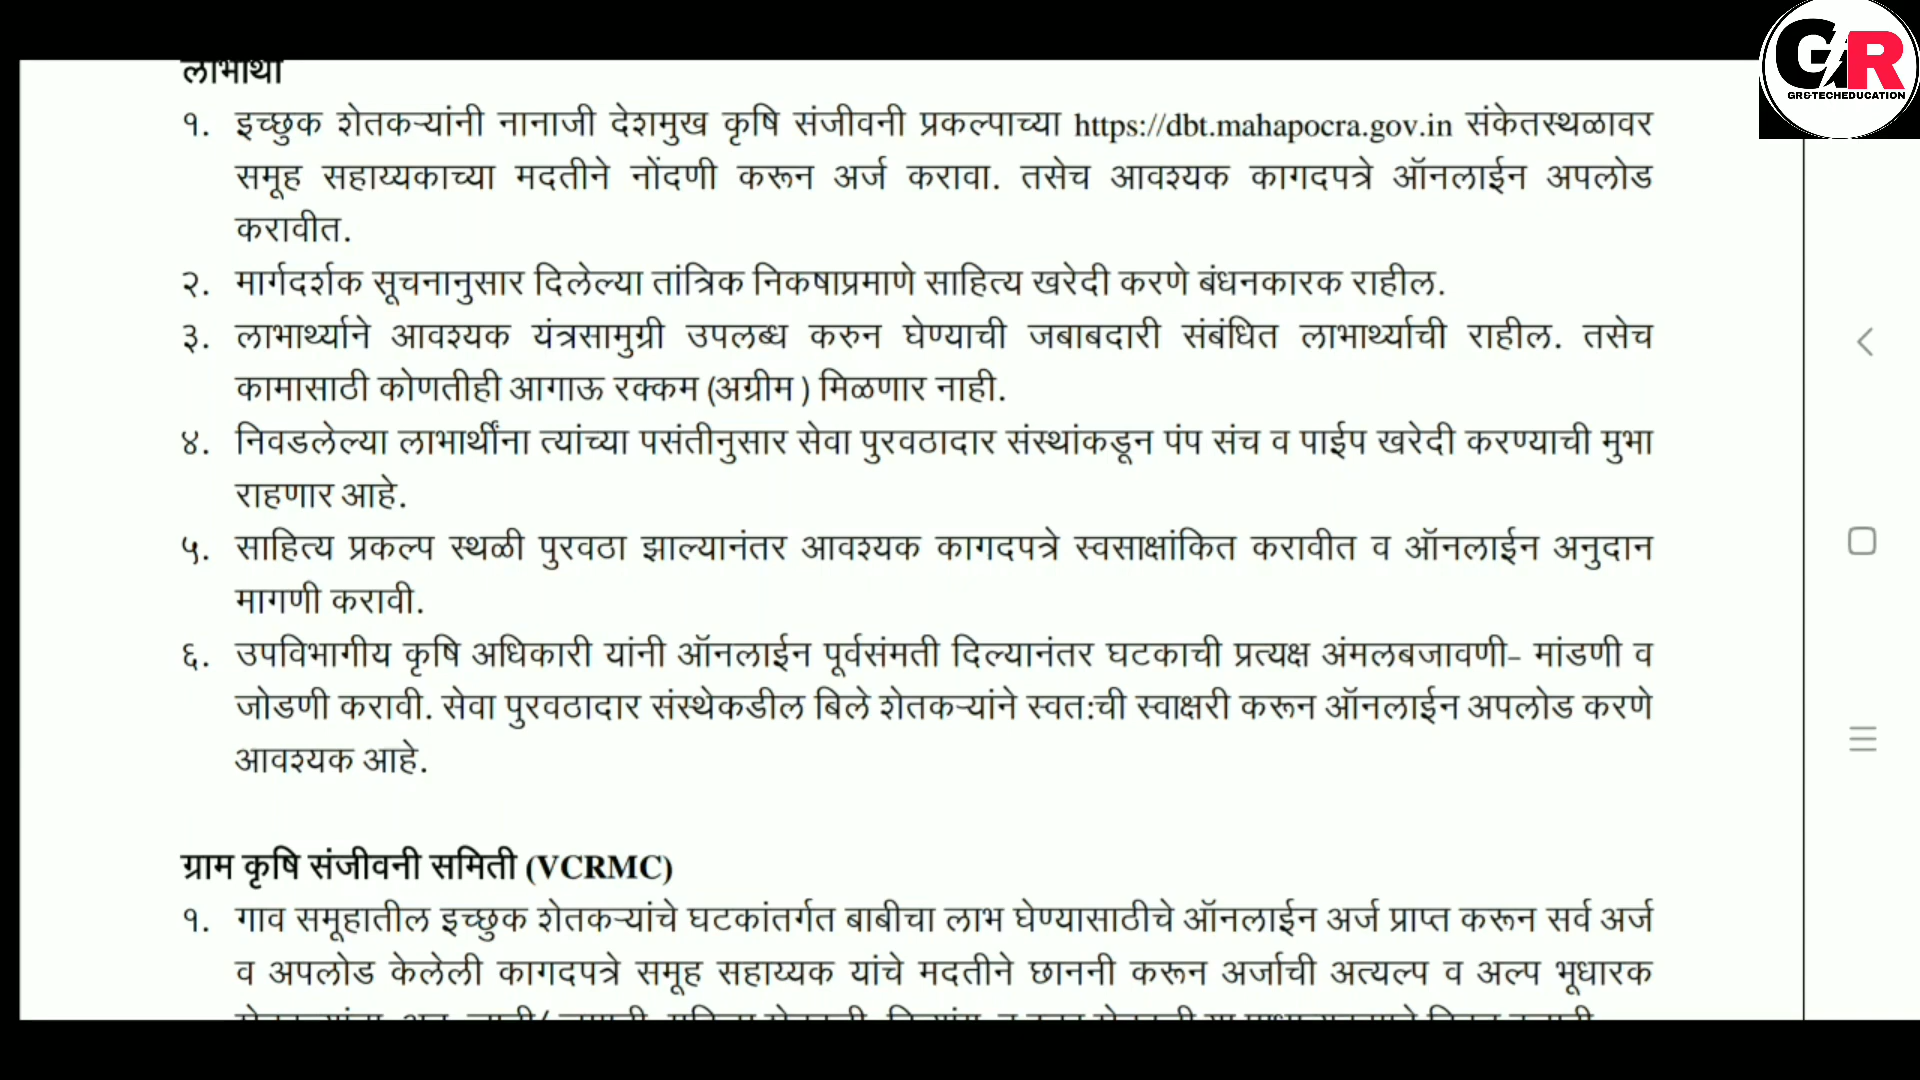 लाभार्थी
१. इच्छुक शेतकऱ्यांनी नानाजी देशमुख कृषि संजीवनी प्रकल्पाच्या https://dbt.mahapocra.gov.in संकेतस्थळावर
समूह सहाय्यकाच्या मदतीने नोंदणी करून अर्ज करावा. तसेच आवश्यक कागदपत्रे ऑनलाईन अपलोड
करावीत.
२. मार्गदर्शक सूचनानुसार दिलेल्या तांत्रिक निकषाप्रमाणे साहित्य खरेदी करणे बंधनकारक राहील.
३. लाभार्थ्याने आवश्यक यंत्रसामुग्री उपलब्ध करुन घेण्याची जबाबदारी संबंधित लाभार्थ्याची राहील. तसेच
कामासाठी कोणतीही आगाऊ रक्कम (अग्रीम ) मिळणार नाही.
४. निवडलेल्या लाभार्थींना त्यांच्या पसंतीनुसार सेवा पुरवठादार संस्थांकडून पंप संच व पाईप खरेदी करण्याची मुभा
राहणार आहे.
५. साहित्य प्रकल्प स्थळी पुरवठा झाल्यानंतर आवश्यक कागदपत्रे स्वसाक्षांकित करावीत व ऑनलाईन अनुदान
मागणी करावी.
६. उपविभागीय कृषि अधिकारी यांनी ऑनलाईन पूर्वसंमती दिल्यानंतर घटकाची प्रत्यक्ष अंमलबजावणी- मांडणी व
जोडणी करावी. सेवा पुरवठादार संस्थेकडील बिले शेतकऱ्यांने स्वत:ची स्वाक्षरी करून ऑनलाईन अपलोड करणे
आवश्यक आहे.
ग्राम कृषि संजीवनी समिती (VCRMC)
१. गाव समूहातील इच्छुक शेतकऱ्यांचे घटकांतर्गत बाबीचा लाभ घेण्यासाठीचे ऑनलाईन अर्ज प्राप्त करून सर्व अर्ज
व अपलोड केलेली कागदपत्रे समूह सहाय्यक यांचे मदतीने छाननी करून अर्जाची अत्यल्प व अल्प भूधारक
GR
GR&TECHEDUCATION